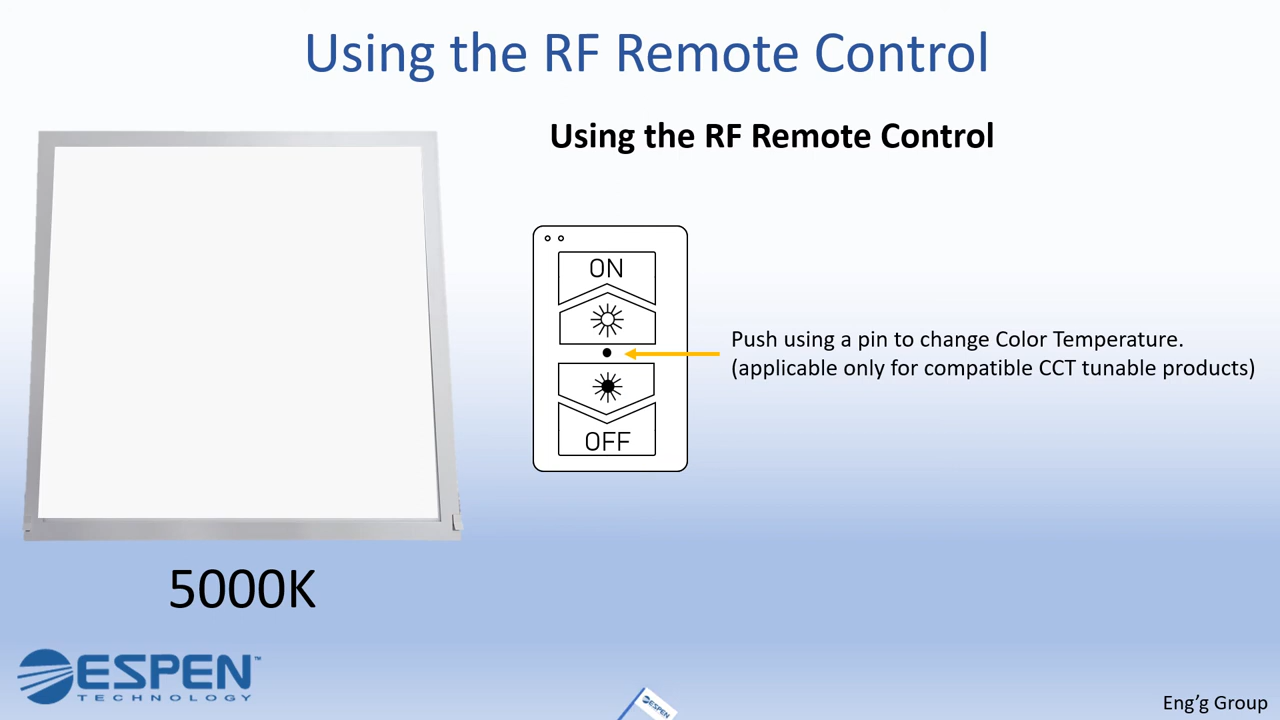 Using the RF Remote Control
Using the RF Remote Control
ON
OFF
Push using a pin to change Color Temperature.
(applicable only for compatible CCT tunable products)
5000K
ESPEN™
TECHNOLOGY
ESPEN
Eng'g Group